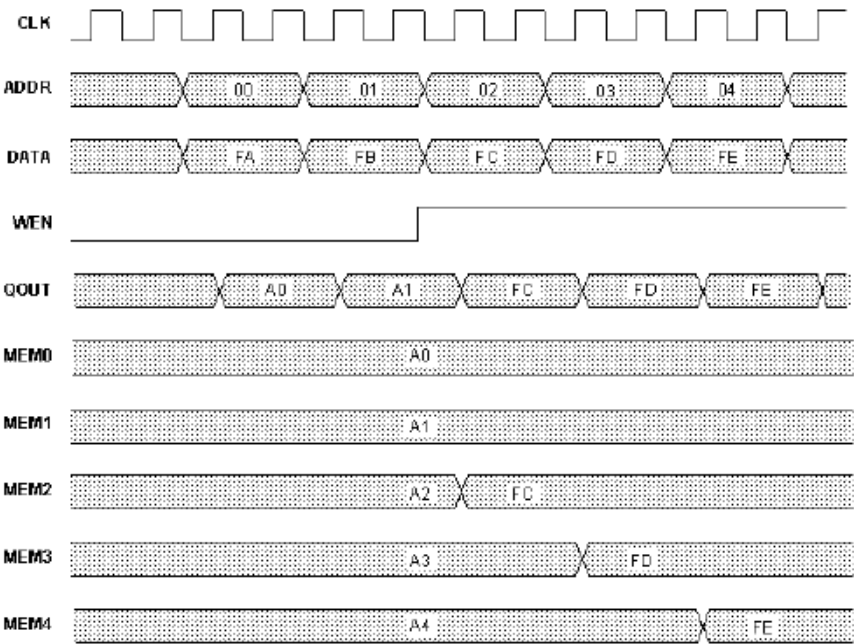 CLK
ADDR 00 01 02 03 04
DATA FA FB FC FD FE
WEN
QOUT A0 A1 FC FD FE
MEM0 A0
MEM1 A1
MEM2 A2 FC
MEM3 A3 FD
MEM4 A4 FE